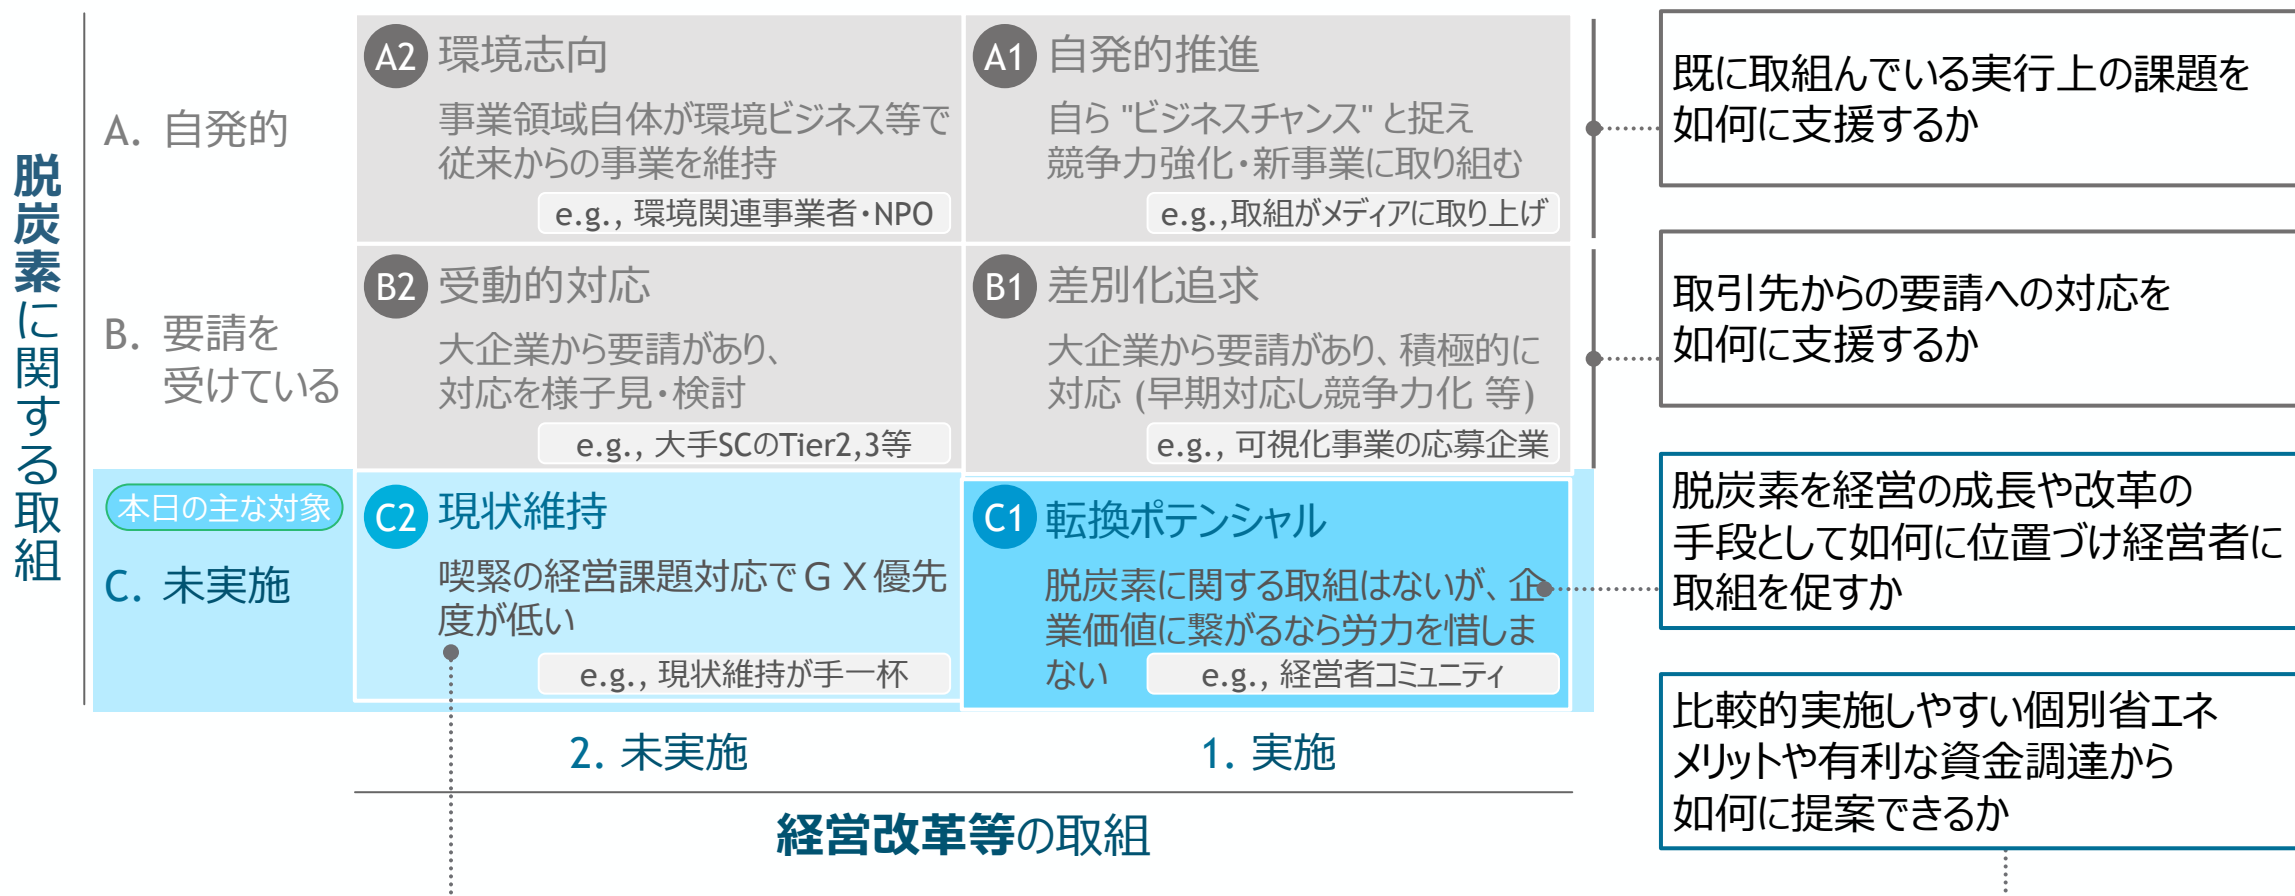 脱炭素に関する取組
A. 自発的
A2 環境志向
事業領域自体が環境ビジネス等で
従来からの事業を維持
e.g., 環境関連事業者・NPO
A1 自発的推進
自ら "ビジネスチャンス" と捉え
競争力強化・新事業に取り組む
e.g.,取組がメディアに取り上げ
既に取組んでいる実行上の課題を
如何に支援するか
B. 要請を
受けている
B2 受動的対応
大企業から要請があり、
対応を様子見・検討
e.g., 大手SCのTier2,3等
B1 差別化追求
大企業から要請があり、積極的に
対応 (早期対応し競争力化 等)
e.g., 可視化事業の応募企業
取引先からの要請への対応を
如何に支援するか
本日の主な対象
C. 未実施
C2 現状維持
喫緊の経営課題対応でＧＸ優先
度が低い
e.g., 現状維持が手一杯
C1 転換ポテンシャル
脱炭素に関する取組はないが、企
業価値に繋がるなら労力を惜しま
ない
e.g., 経営者コミュニティ
脱炭素を経営の成長や改革の
手段として如何に位置づけ経営者に
取組を促すか
比較的実施しやすい個別省エネ
メリットや有利な資金調達から
如何に提案できるか
2. 未実施
1. 実施
経営改革等の取組